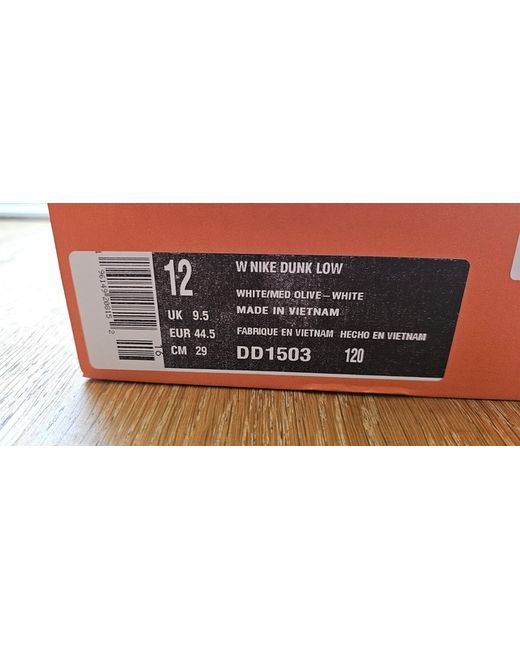 12 W NIKE DUNK LOW
UK 9.5 WHITE/MED OLIVE-WHITE
MADE IN VIETNAM
EUR 44.5 FABRIQUE EN VIETNAM HECHO EN VIETNAM
CM 29 DD1503 120